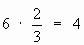 6 · 2/3 = 4